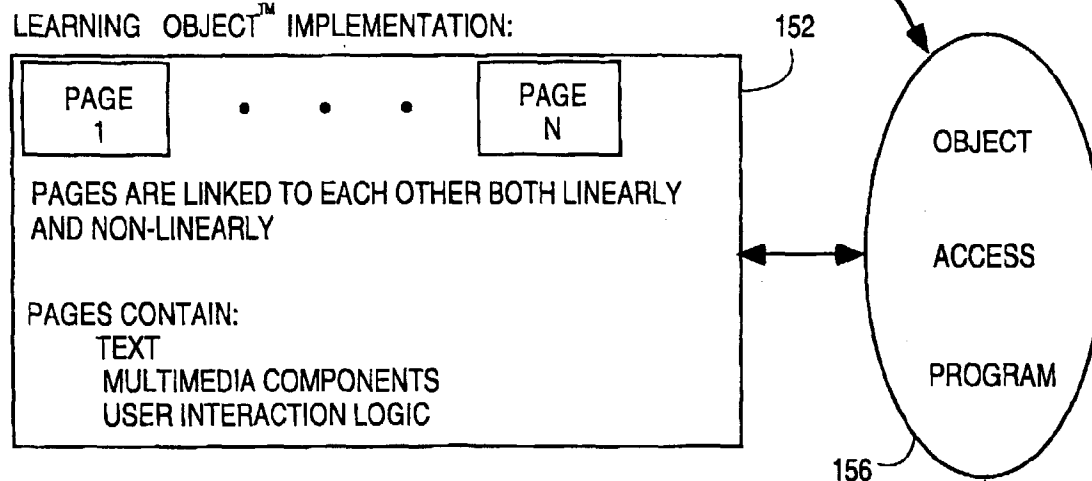 LEARNING OBJECT™ IMPLEMENTATION:
152
PAGE
1
• • •
PAGE
N
PAGES ARE LINKED TO EACH OTHER BOTH LINEARLY
AND NON-LINEARLY
PAGES CONTAIN:
TEXT
MULTIMEDIA COMPONENTS
USER INTERACTION LOGIC
OBJECT
ACCESS
PROGRAM
156